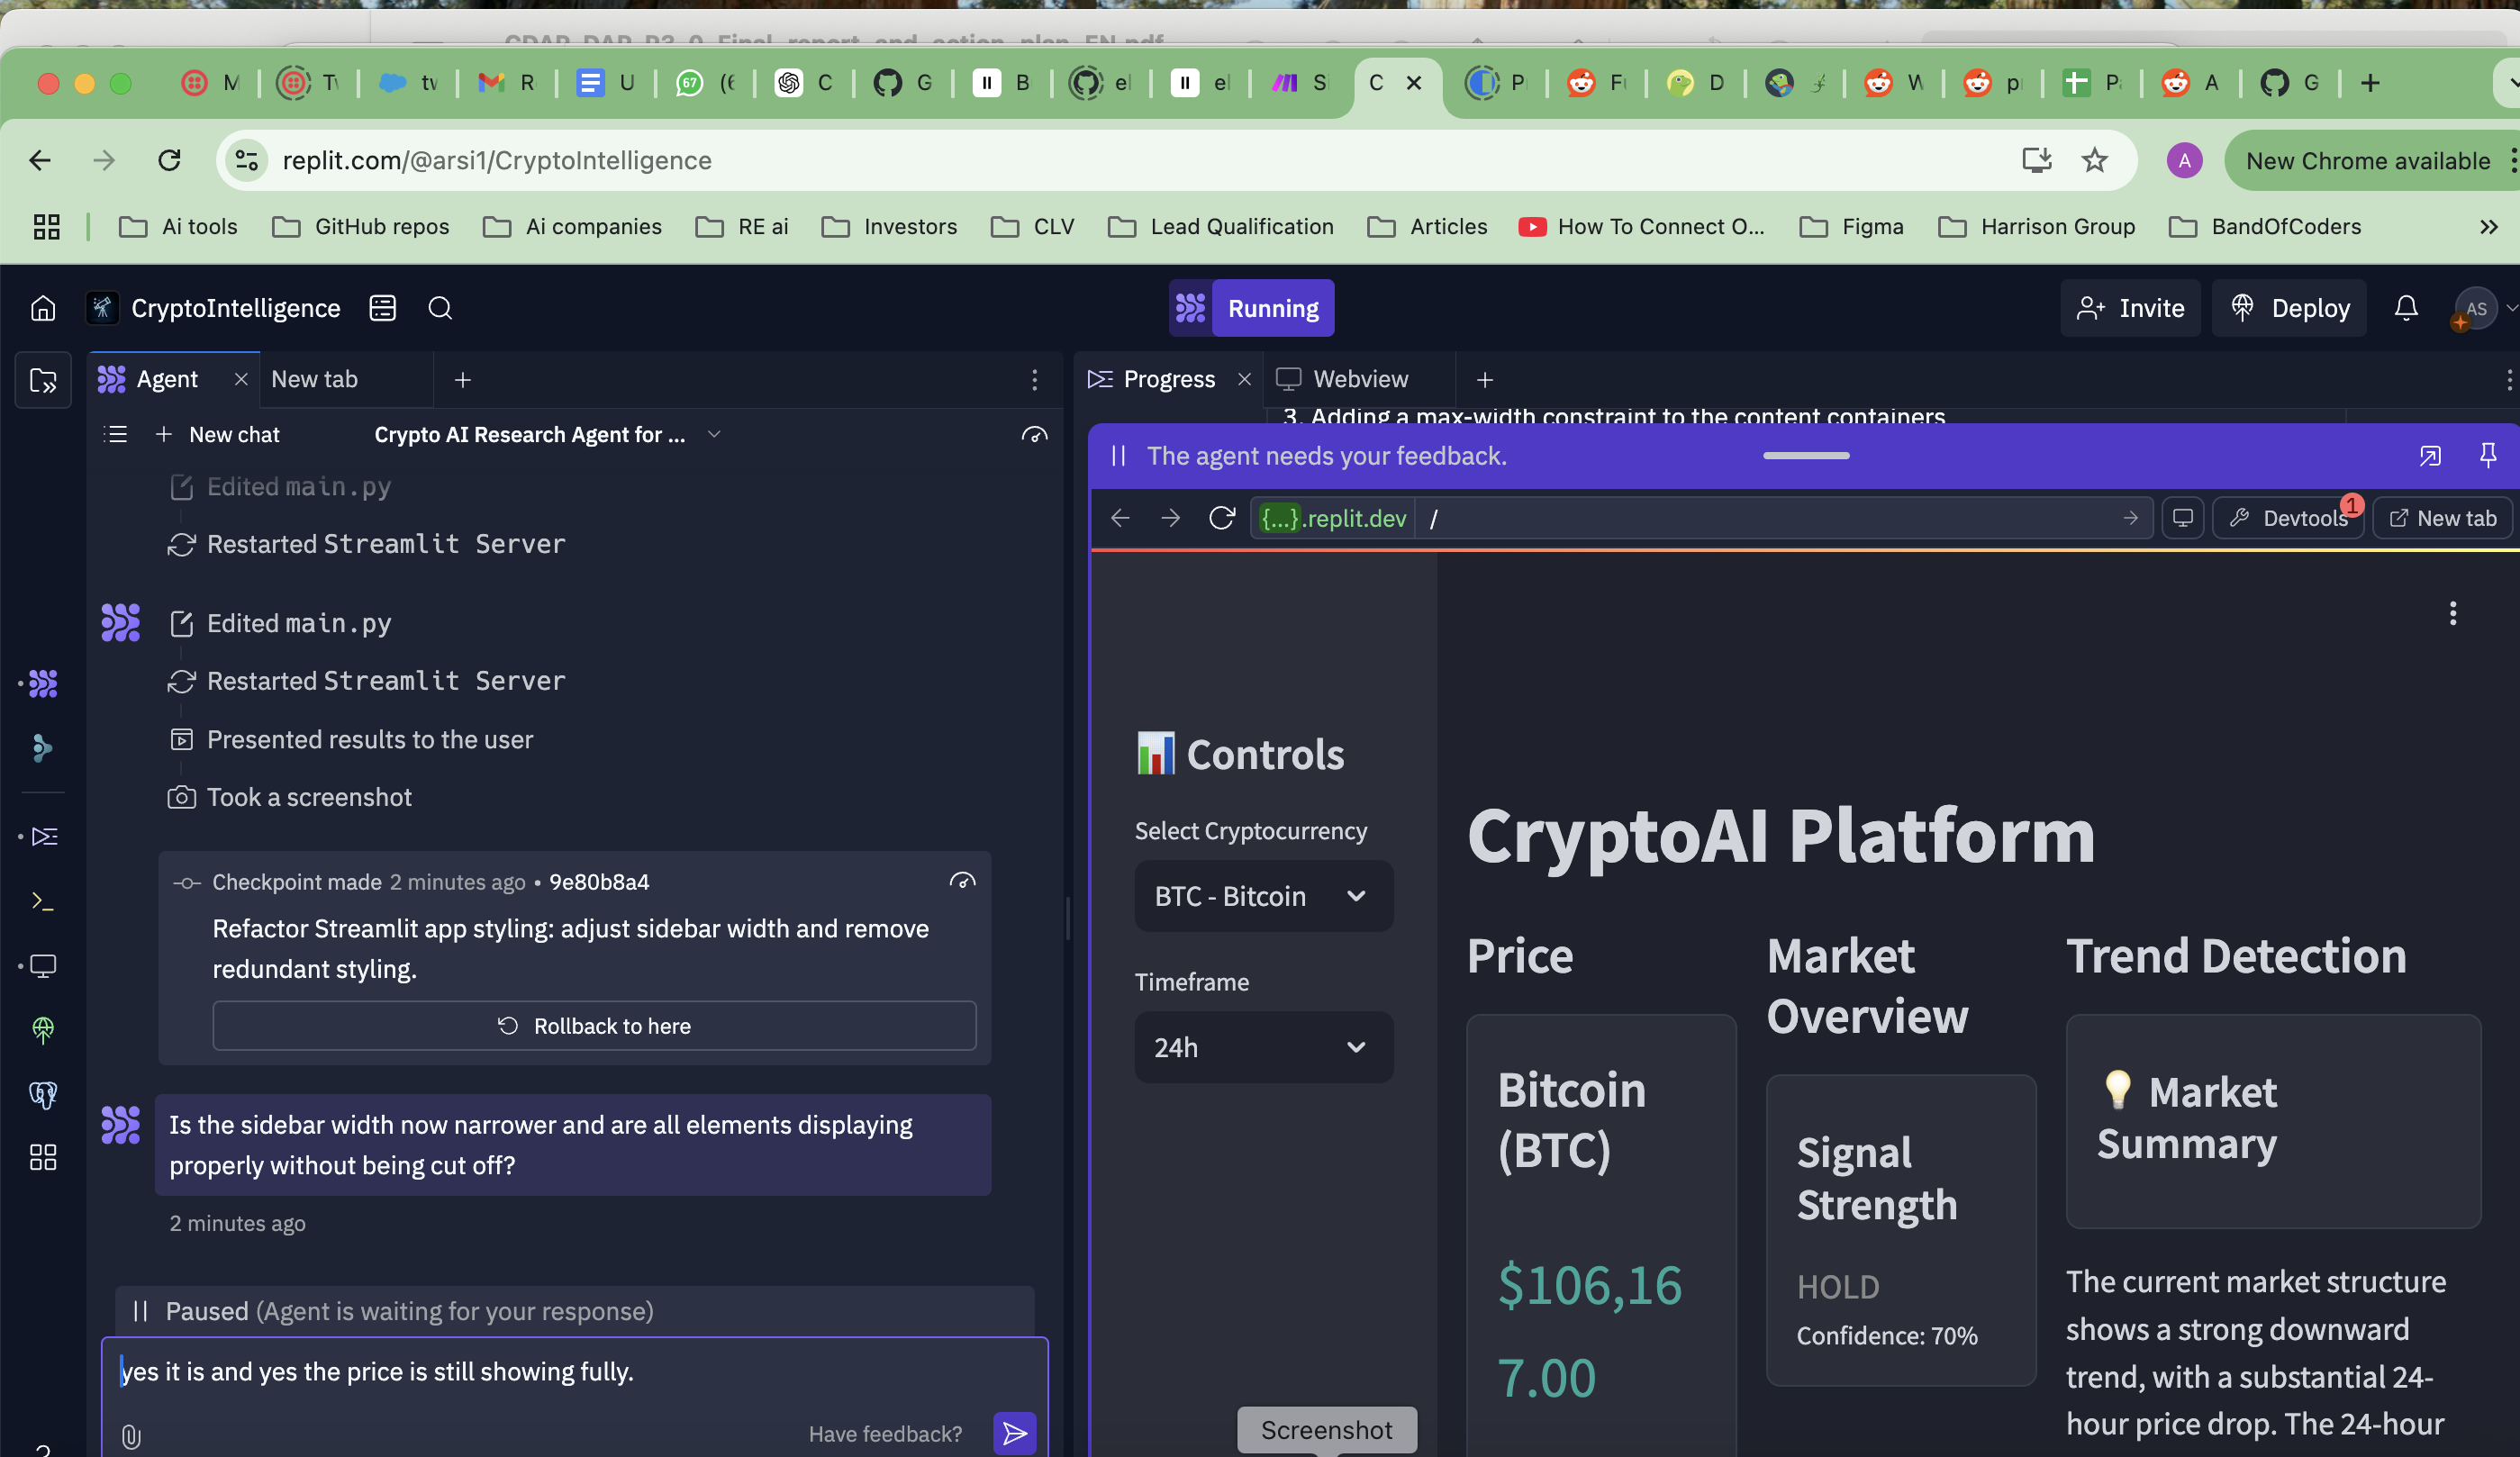 M
Tw
tw
R
U
67
(6
C
G
B
el
el
S
C
P
Fu
D
W
p
P
A
G
replit.com/@arsi1/CryptoIntelligence
A
New Chrome available
Ai tools
GitHub repos
Ai companies
RE ai
Investors
CLV
Lead Qualification
Articles
How To Connect O...
Figma
Harrison Group
BandOfCoders
CryptoIntelligence
Running
Invite
Deploy
AS
Agent
New tab
New chat
Crypto AI Research Agent for ...
Edited main.py
Restarted Streamlit Server
Edited main.py
Restarted Streamlit Server
Presented results to the user
Took a screenshot
Checkpoint made 2 minutes ago • 9e80b8a4
Refactor Streamlit app styling: adjust sidebar width and remove
redundant styling.
Rollback to here
Is the sidebar width now narrower and are all elements displaying
properly without being cut off?
2 minutes ago
Paused (Agent is waiting for your response)
yes it is and yes the price is still showing fully.
Have feedback?
Progress
Webview
3. Adding a max-width constraint to the content containers
The agent needs your feedback.
{...}.replit.dev
/
Devtools
1
New tab
Controls
Select Cryptocurrency
BTC - Bitcoin
Timeframe
24h
CryptoAI Platform
Price
Bitcoin
(BTC)
$106,16
7.00
Market
Overview
Signal
Strength
HOLD
Confidence: 70%
Trend Detection
Market
Summary
The current market structure
shows a strong downward
trend, with a substantial 24-
hour price drop. The 24-hour
Screenshot